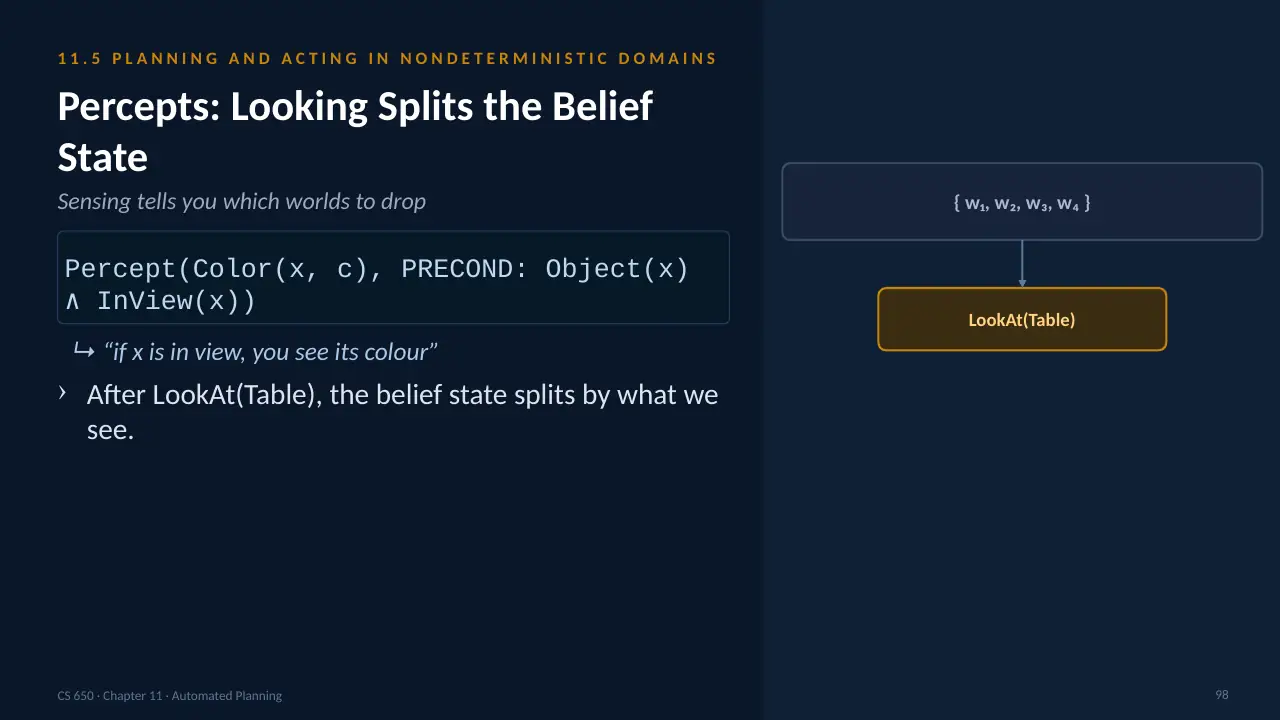 11.5 PLANNING AND ACTING IN NONDETERMINISTIC DOMAINS
Percepts: Looking Splits the Belief
State
Sensing tells you which worlds to drop
Percept(Color(x, c), PRECOND: Object(x)
∧ InView(x))
↪ “if x is in view, you see its colour”
› After LookAt(Table), the belief state splits by what we
see.
{ w₁, w₂, w₃, w₄ }
LookAt(Table)
CS 650 · Chapter 11 · Automated Planning
98